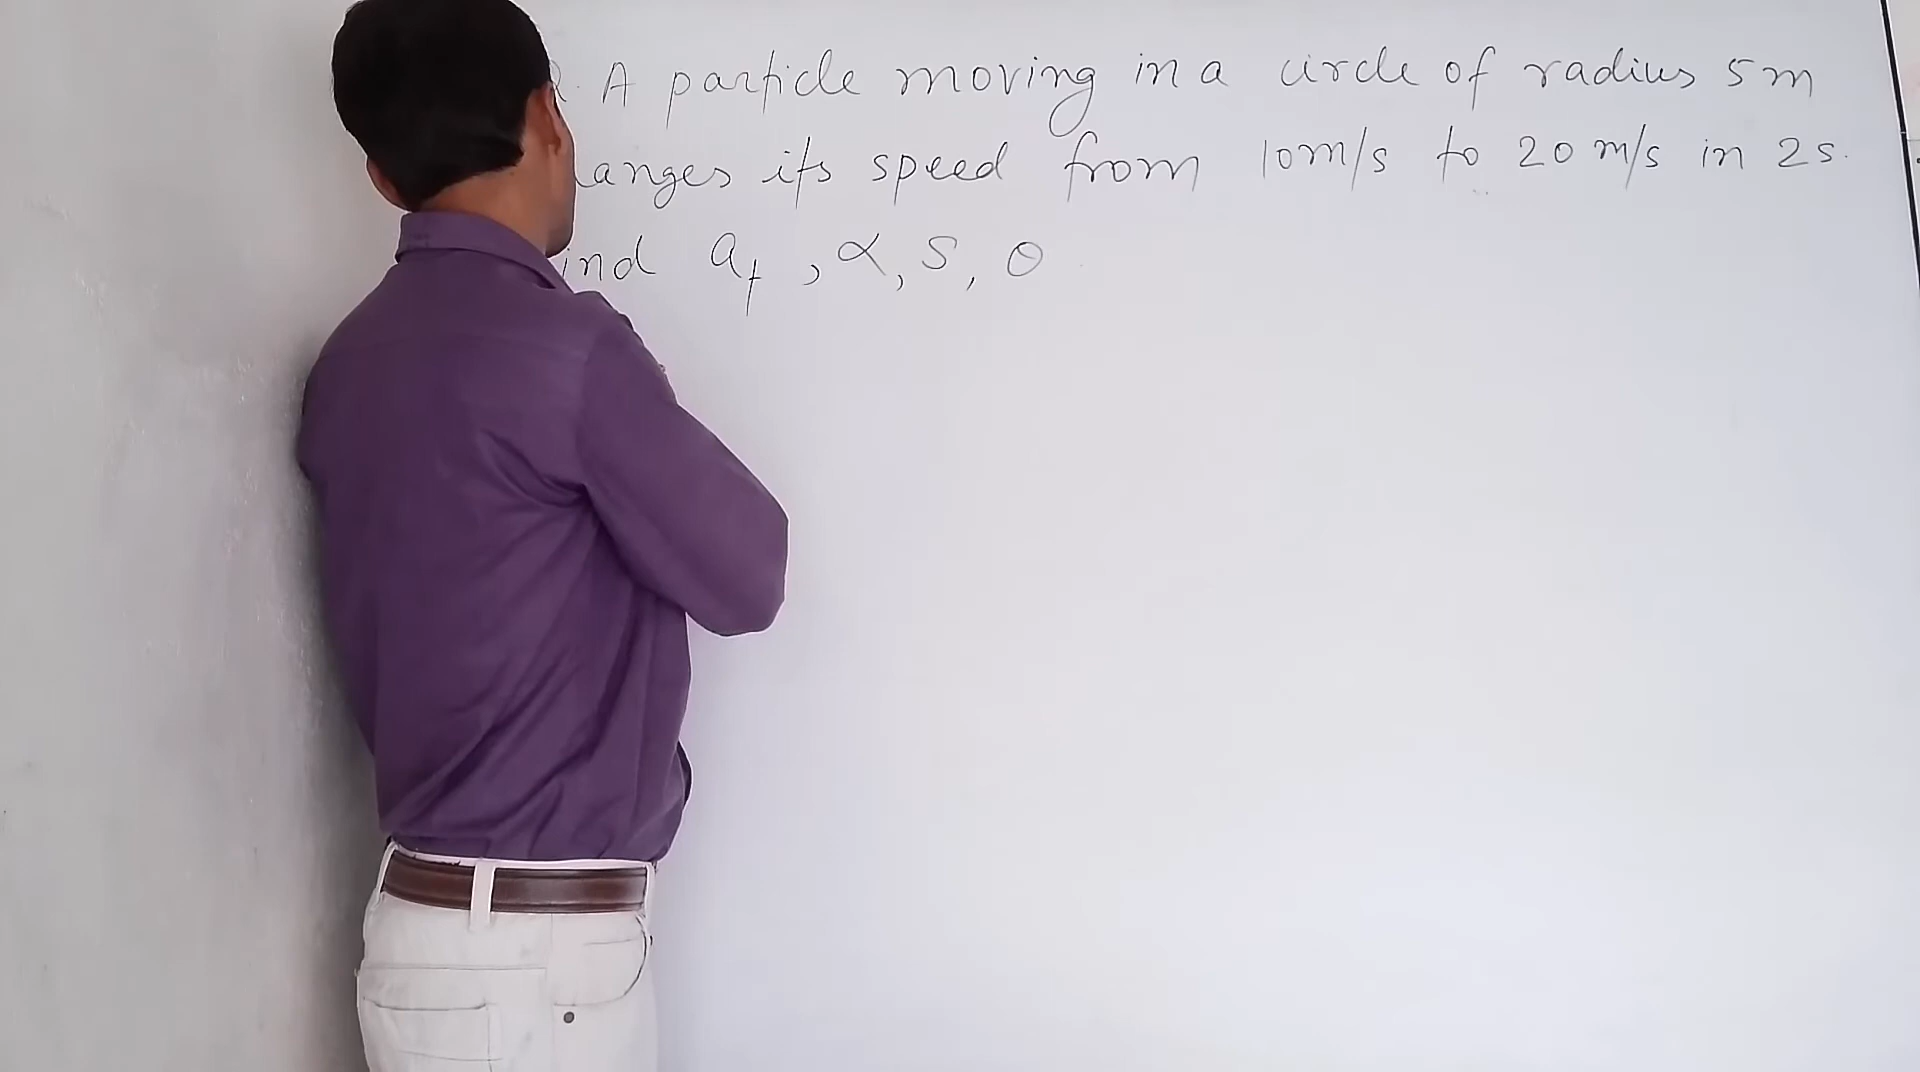 . A particle moving in a circle of radius 5m
anges its speed from 10m/s to 20 m/s in 2s.
ind a_t , α, S, θ